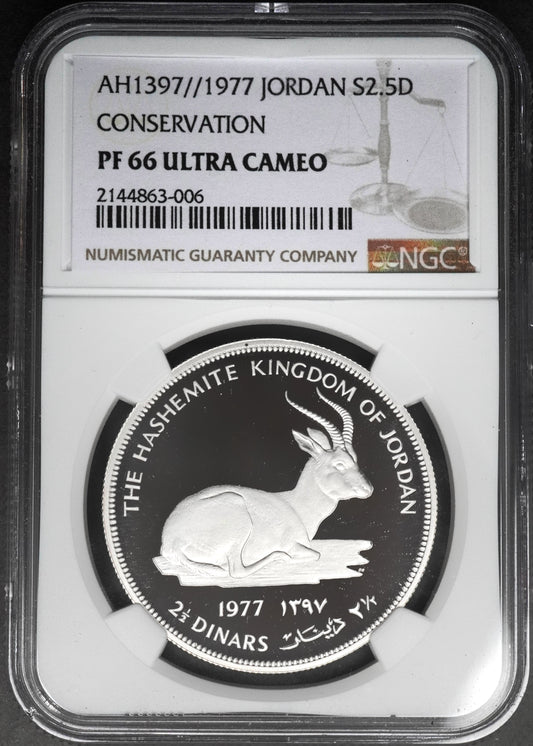 AH1397//1977 JORDAN S2.5D
CONSERVATION
PF 66 ULTRA CAMEO
2144863-006
NUMISMATIC GUARANTY COMPANY
NGC
THE HASHEMITE KINGDOM OF JORDAN
1977 ١٣٩٧
2½ DINARS ٢½ دينار